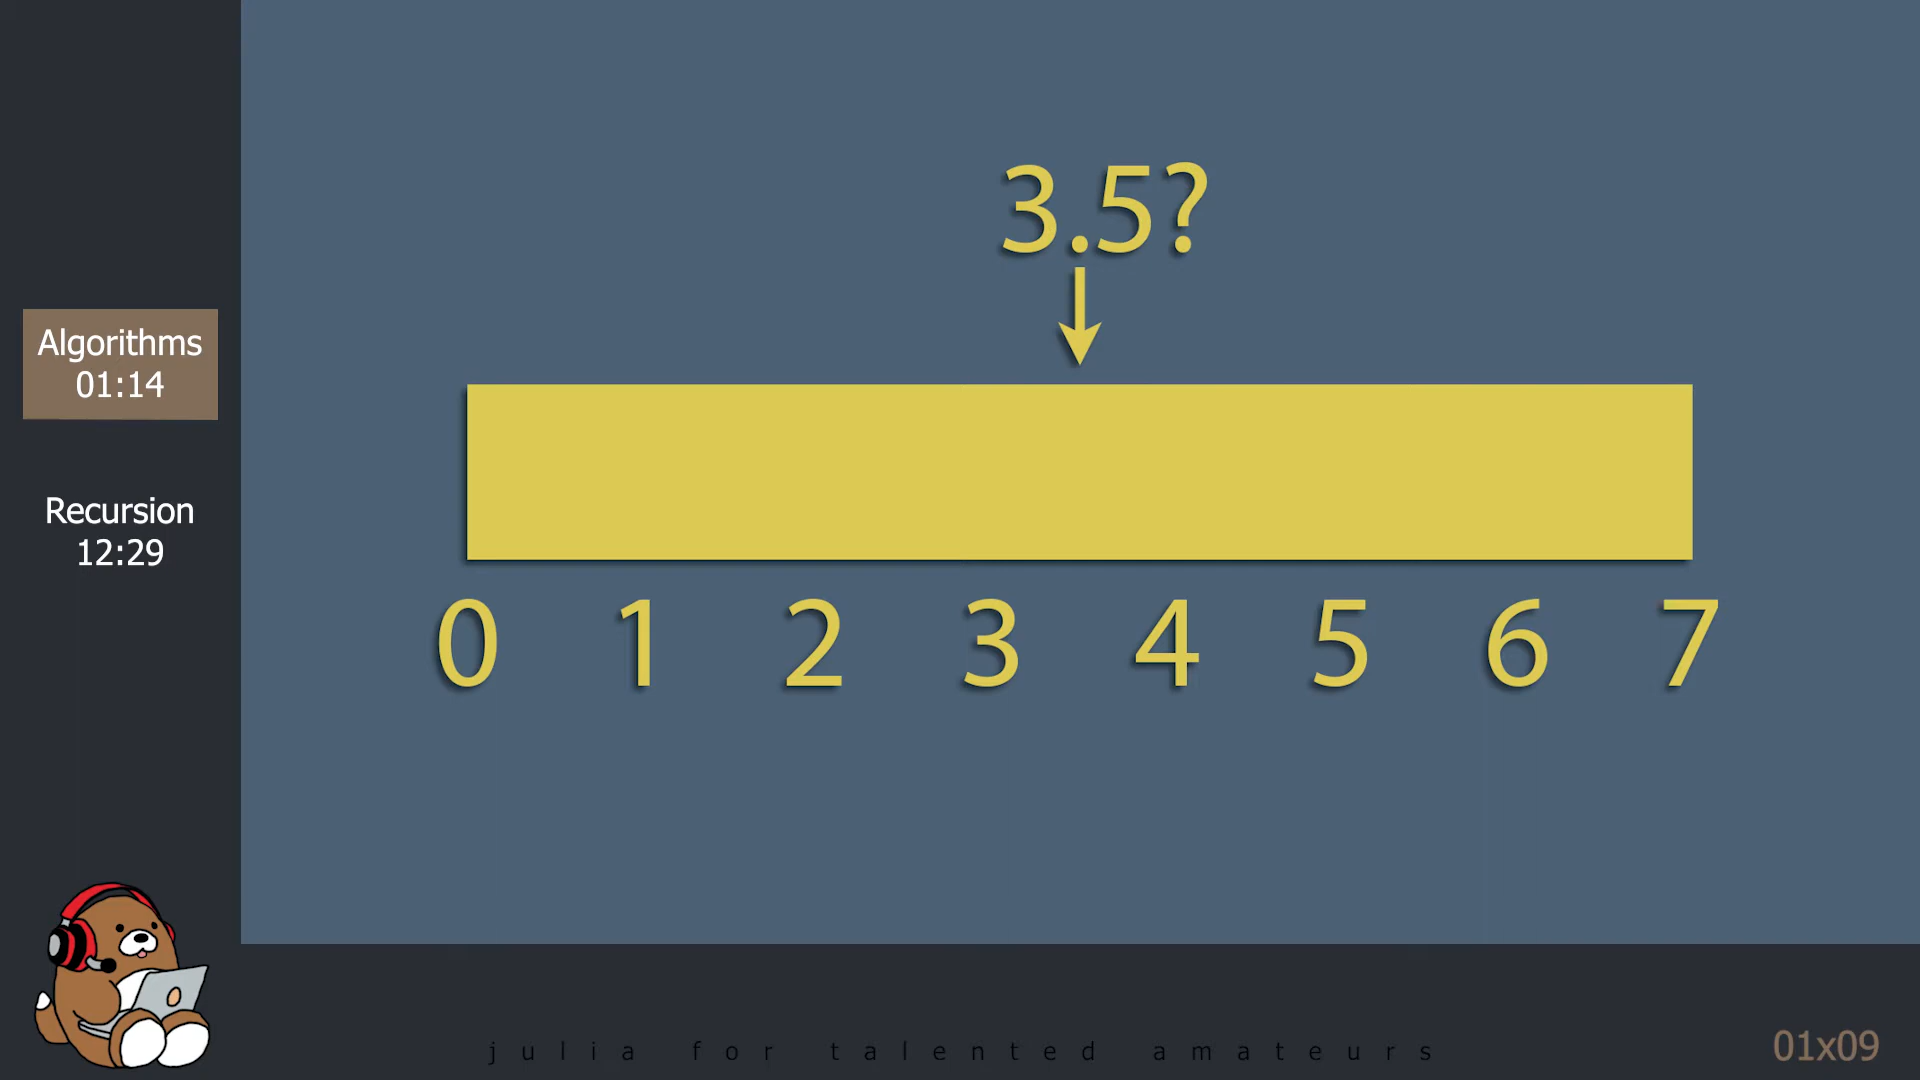 Algorithms
01:14
Recursion
12:29
3.5?
0 1 2 3 4 5 6 7
julia for talented amateurs
01x09